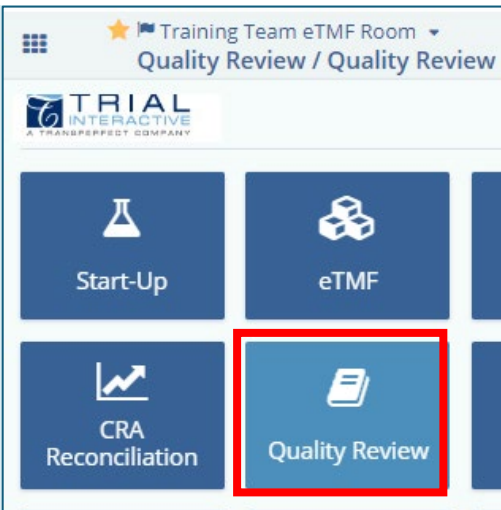 Training Team eTMF Room
Quality Review / Quality Review
TRIAL
INTERACTIVE
A TRANSPERFECT COMPANY
Start-Up
eTMF
CRA
Reconciliation
Quality Review